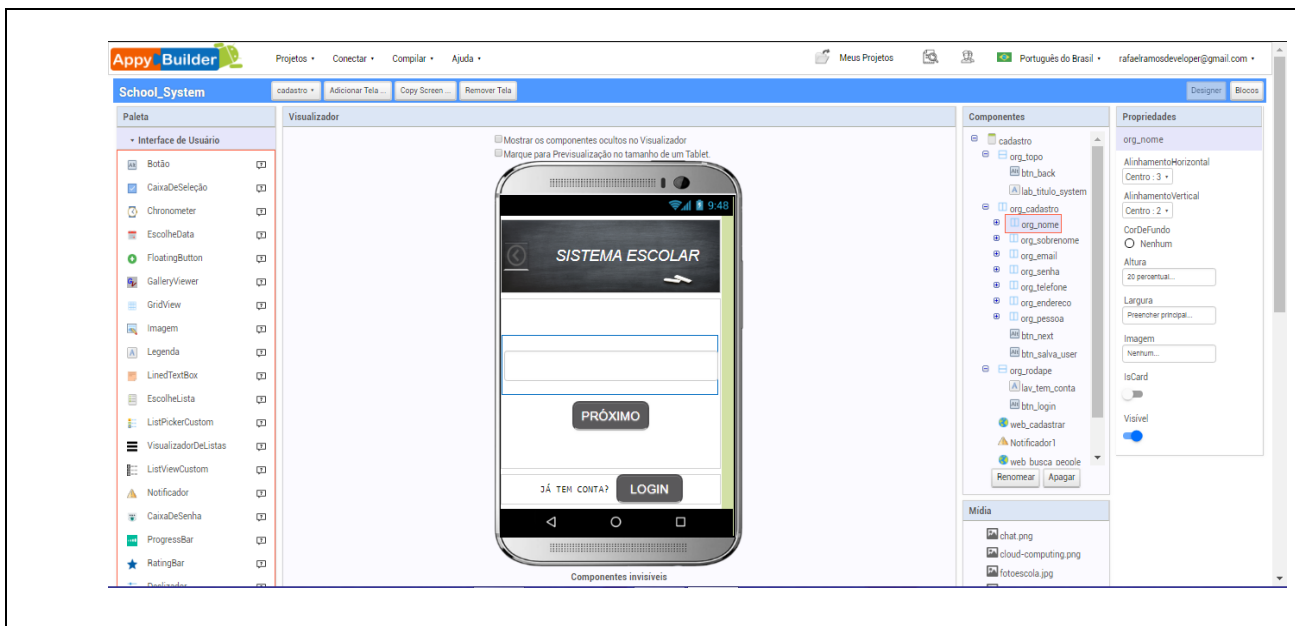 Appy Builder
Projetos • Conectar • Compilar • Ajuda •
Meus Projetos
Português do Brasil •
rafaelramosdeveloper@gmail.com •
School_System
cadastro •
Adicionar Tela ...
Copy Screen ...
Remover Tela
Designer
Blocos
Paleta
Interface de Usuário
Botão
CaixaDeSeleção
Chronometer
EscolheData
FloatingButton
GalleryViewer
GridView
Imagem
Legenda
LinedTextBox
EscolheLista
ListPickerCustom
VisualizadorDeListas
ListViewCustom
Notificador
CaixaDeSenha
ProgressBar
RatingBar
Deslizador
Visualizador
Mostrar os componentes ocultos no Visualizador
Marque para Previsualização no tamanho de um Tablet.
9:48
SISTEMA ESCOLAR
PRÓXIMO
JÁ TEM CONTA?
LOGIN
Componentes invisíveis
Componentes
cadastro
org_topo
btn_back
lab_titulo_system
org_cadastro
org_nome
org_sobrenome
org_email
org_senha
org_telefone
org_endereco
org_pessoa
btn_next
btn_salva_user
org_rodape
lav_tem_conta
btn_login
web_cadastrar
Notificador1
web_busca_people
Renomear
Apagar
Mídia
chat.png
cloud-computing.png
fotoescola.jpg
Propriedades
org_nome
AlinhamentoHorizontal
Centro : 3 •
AlinhamentoVertical
Centro : 2 •
CorDeFundo
Nenhum
Altura
20 percentual...
Largura
Preencher principal...
Imagem
Nenhum...
IsCard
Visível